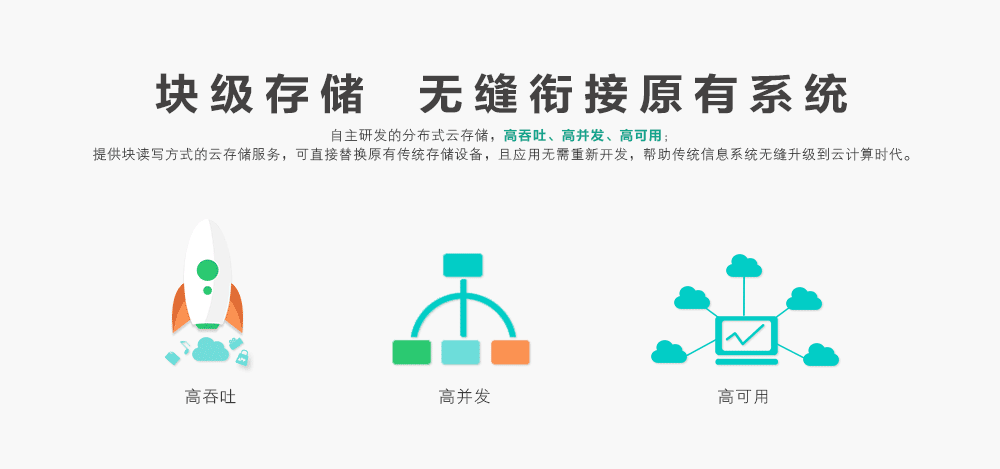 块级存储 无缝衔接原有系统
自主研发的分布式云存储，高吞吐、高并发、高可用；
提供块读写方式的云存储服务，可直接替换原有传统存储设备，且应用无需重新开发，帮助传统信息系统无缝升级到云计算时代。
高吞吐 高并发 高可用